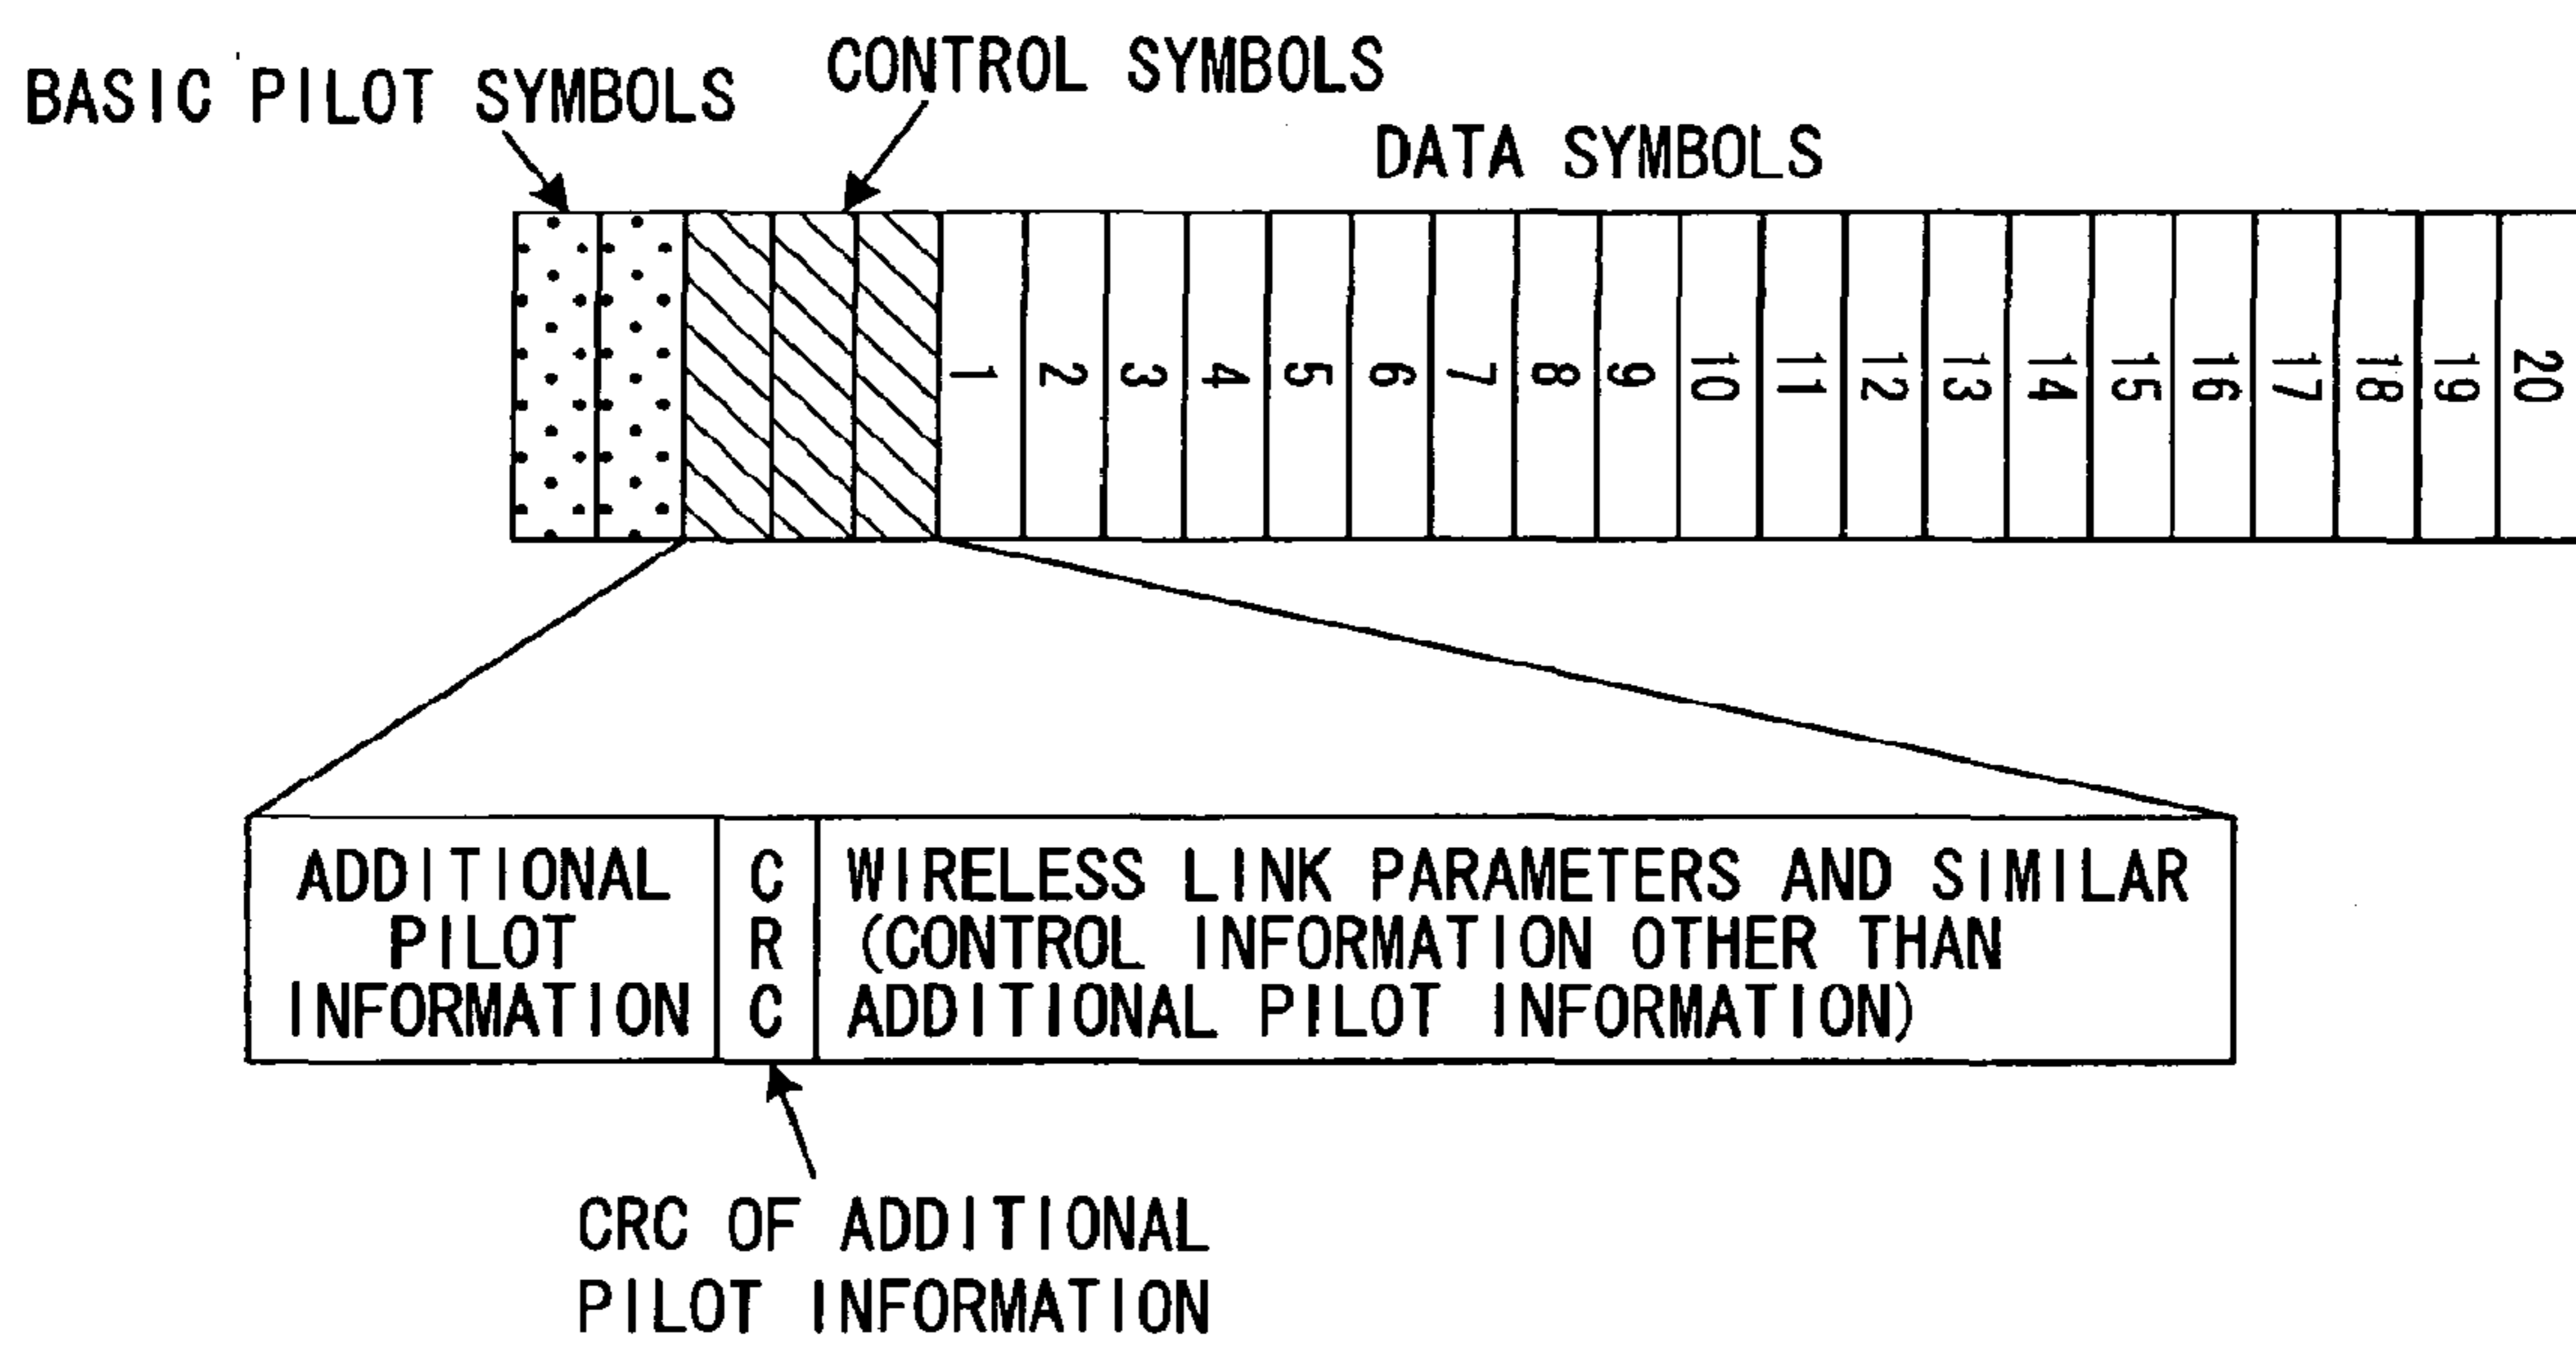 BASIC PILOT SYMBOLS
CONTROL SYMBOLS
DATA SYMBOLS
1 2 3 4 5 6 7 8 9 10 11 12 13 14 15 16 17 18 19 20
ADDITIONAL
PILOT
INFORMATION
C
R
C
WIRELESS LINK PARAMETERS AND SIMILAR
(CONTROL INFORMATION OTHER THAN
ADDITIONAL PILOT INFORMATION)
CRC OF ADDITIONAL
PILOT INFORMATION